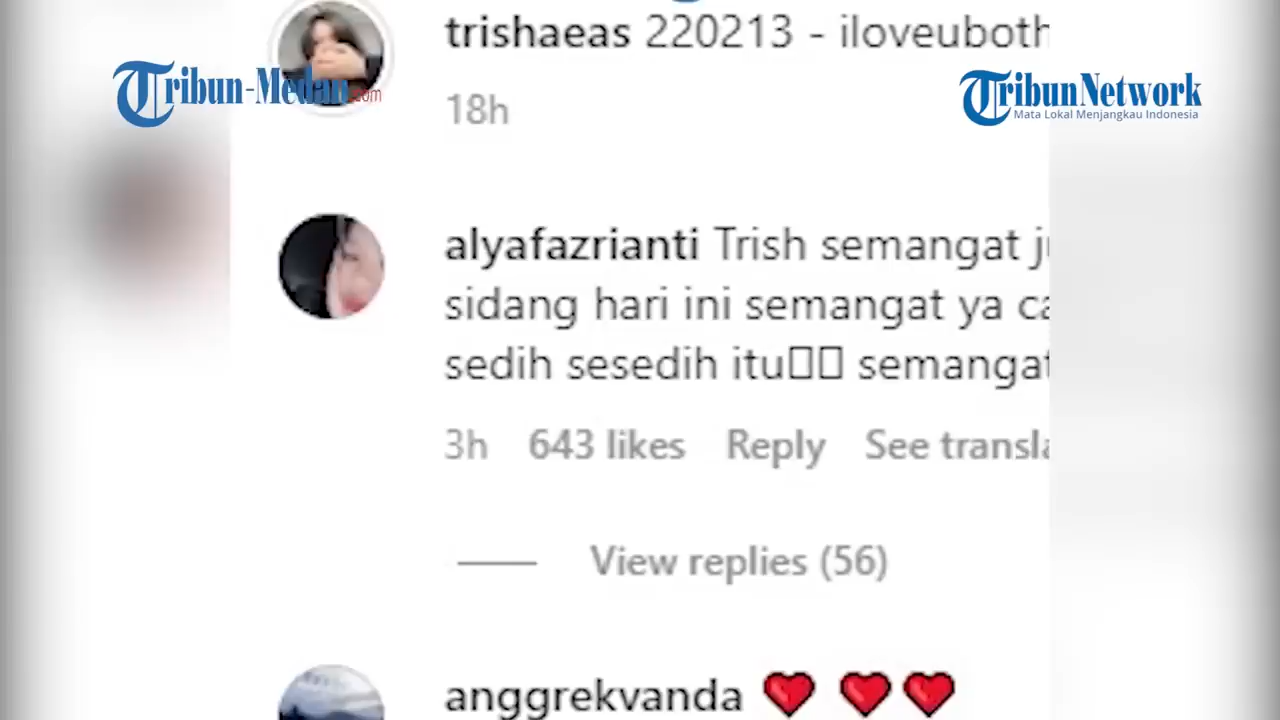 trishaeas 220213 - iloveuboth
Tribun-Medan.com
TribunNetwork
Mata Lokal Menjangkau Indonesia
18h
alyafazrianti Trish semangat
sidang hari ini semangat ya
sedih sesedih itu semangat
3h 643 likes Reply See
View replies (56)
anggrekvanda